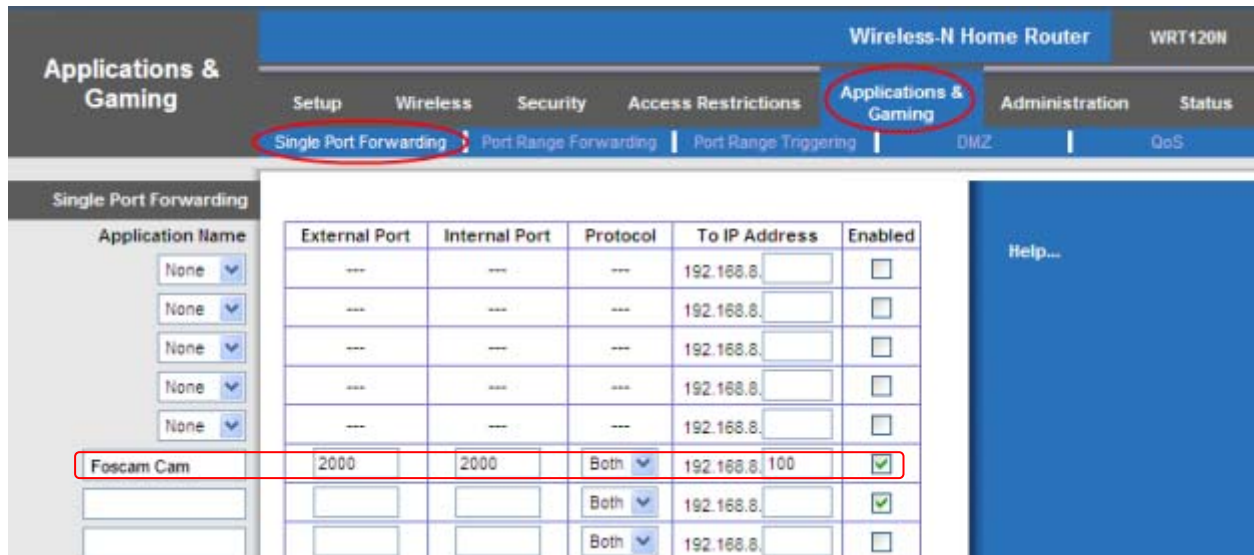 Wireless-N Home Router WRT120N
Applications &
Gaming
Setup Wireless Security Access Restrictions Applications & Gaming Administration Status
Single Port Forwarding Port Range Forwarding Port Range Triggering DMZ QoS
Single Port Forwarding
Application Name External Port Internal Port Protocol To IP Address Enabled
Help...
None --- --- --- 192.168.8.
None --- --- --- 192.168.8.
None --- --- --- 192.168.8.
None --- --- --- 192.168.8.
None --- --- --- 192.168.8.
Foscam Cam 2000 2000 Both 192.168.8. 100
Both 192.168.8.
Both 192.168.8.